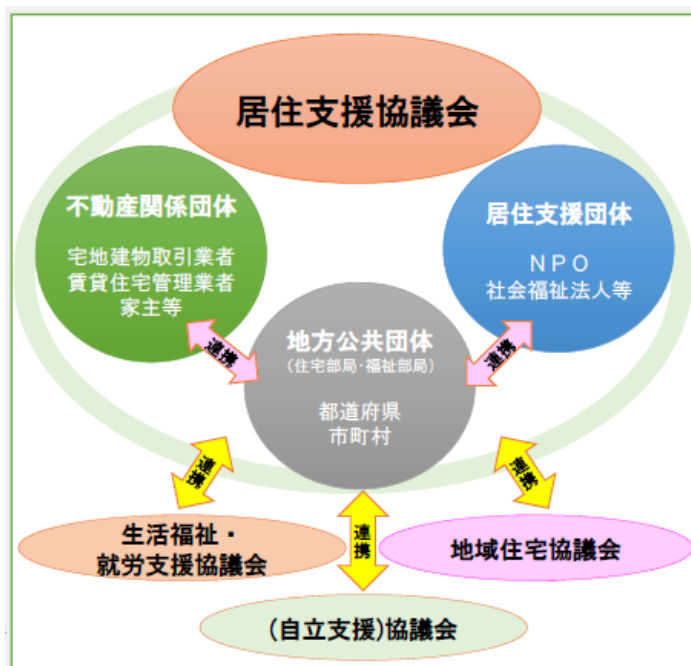 居住支援協議会
不動産関係団体
宅地建物取引業者
賃貸住宅管理業者
家主等
居住支援団体
ＮＰＯ
社会福祉法人等
地方公共団体
（住宅部局・福祉部局）
都道府県
市町村
連携
連携
連携
連携
連携
生活福祉・
就労支援協議会
地域住宅協議会
(自立支援)協議会